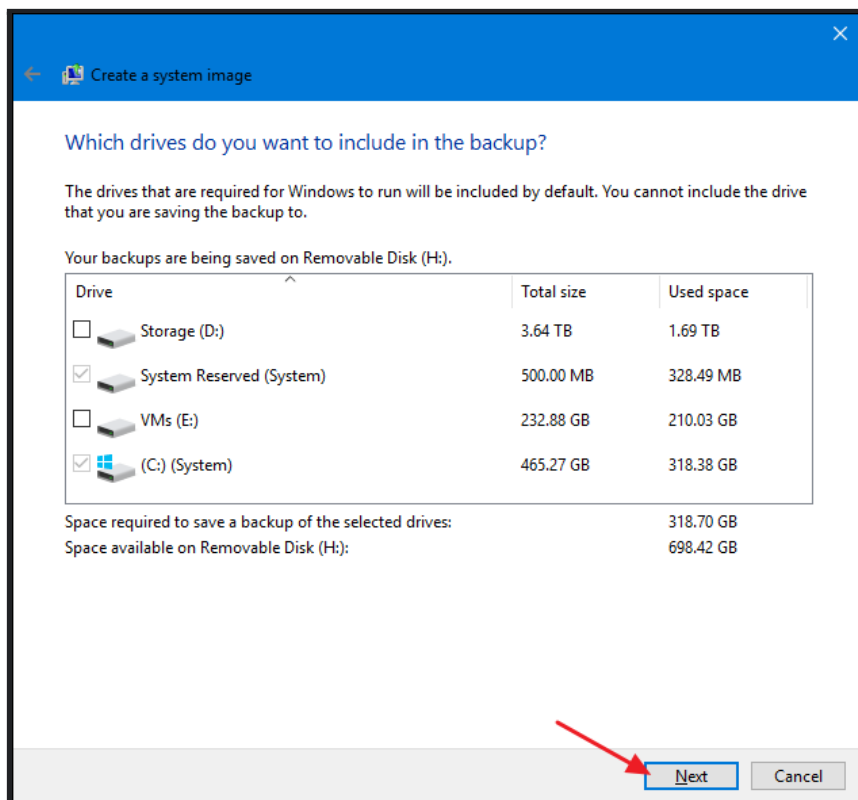 Create a system image
Which drives do you want to include in the backup?
The drives that are required for Windows to run will be included by default. You cannot include the drive
that you are saving the backup to.
Your backups are being saved on Removable Disk (H:).
Drive Total size Used space
Storage (D:) 3.64 TB 1.69 TB
System Reserved (System) 500.00 MB 328.49 MB
VMs (E:) 232.88 GB 210.03 GB
(C:) (System) 465.27 GB 318.38 GB
Space required to save a backup of the selected drives: 318.70 GB
Space available on Removable Disk (H:): 698.42 GB
Next Cancel